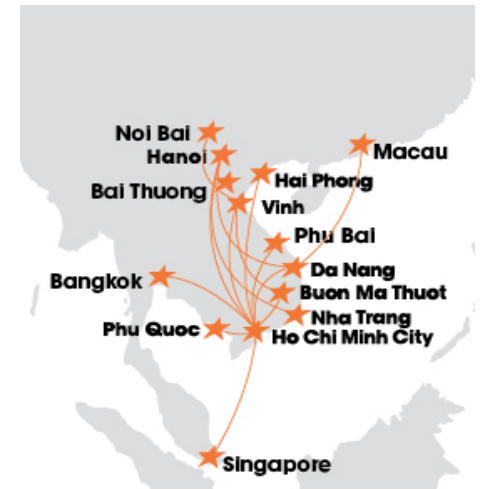 Noi Bai
Hanoi
Macau
Bai Thuong
Hai Phong
Vinh
Phu Bai
Da Nang
Bangkok
Buon Ma Thuot
Nha Trang
Phu Quoc
Ho Chi Minh City
Singapore